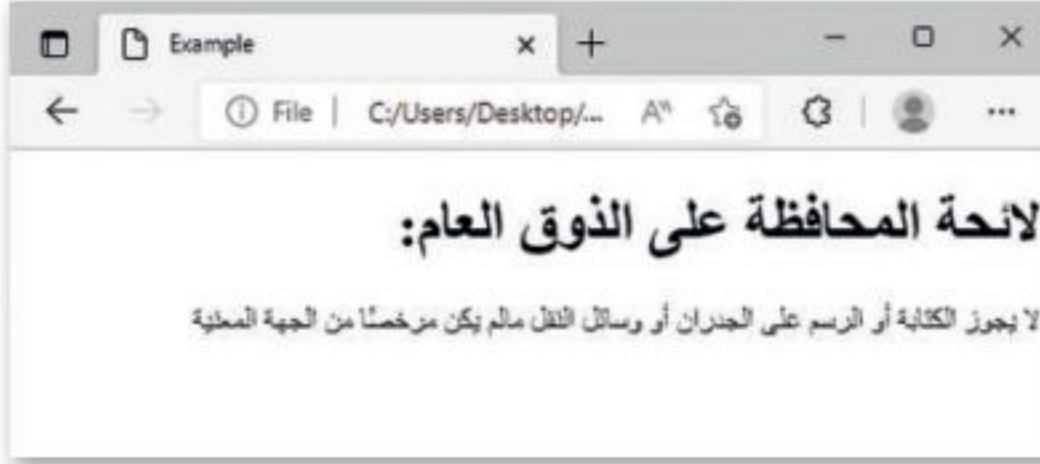 Example
File | C:/Users/Desktop/...
لائحة المحافظة على الذوق العام:
لا يجوز الكتابة أو الرسم على الجدران أو وسائل النقل مالم يكن مرخصًا من الجهة المعنية